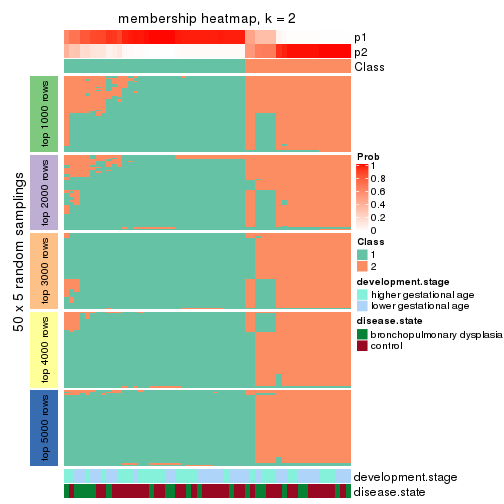 membership heatmap, k = 2
p1
p2
Class
50 x 5 random samplings
top 1000 rows
top 2000 rows
top 3000 rows
top 4000 rows
top 5000 rows
Prob
1
0.8
0.6
0.4
0.2
0
Class
1
2
development.stage
higher gestational age
lower gestational age
disease.state
bronchopulmonary dysplasia
control
development.stage
disease.state